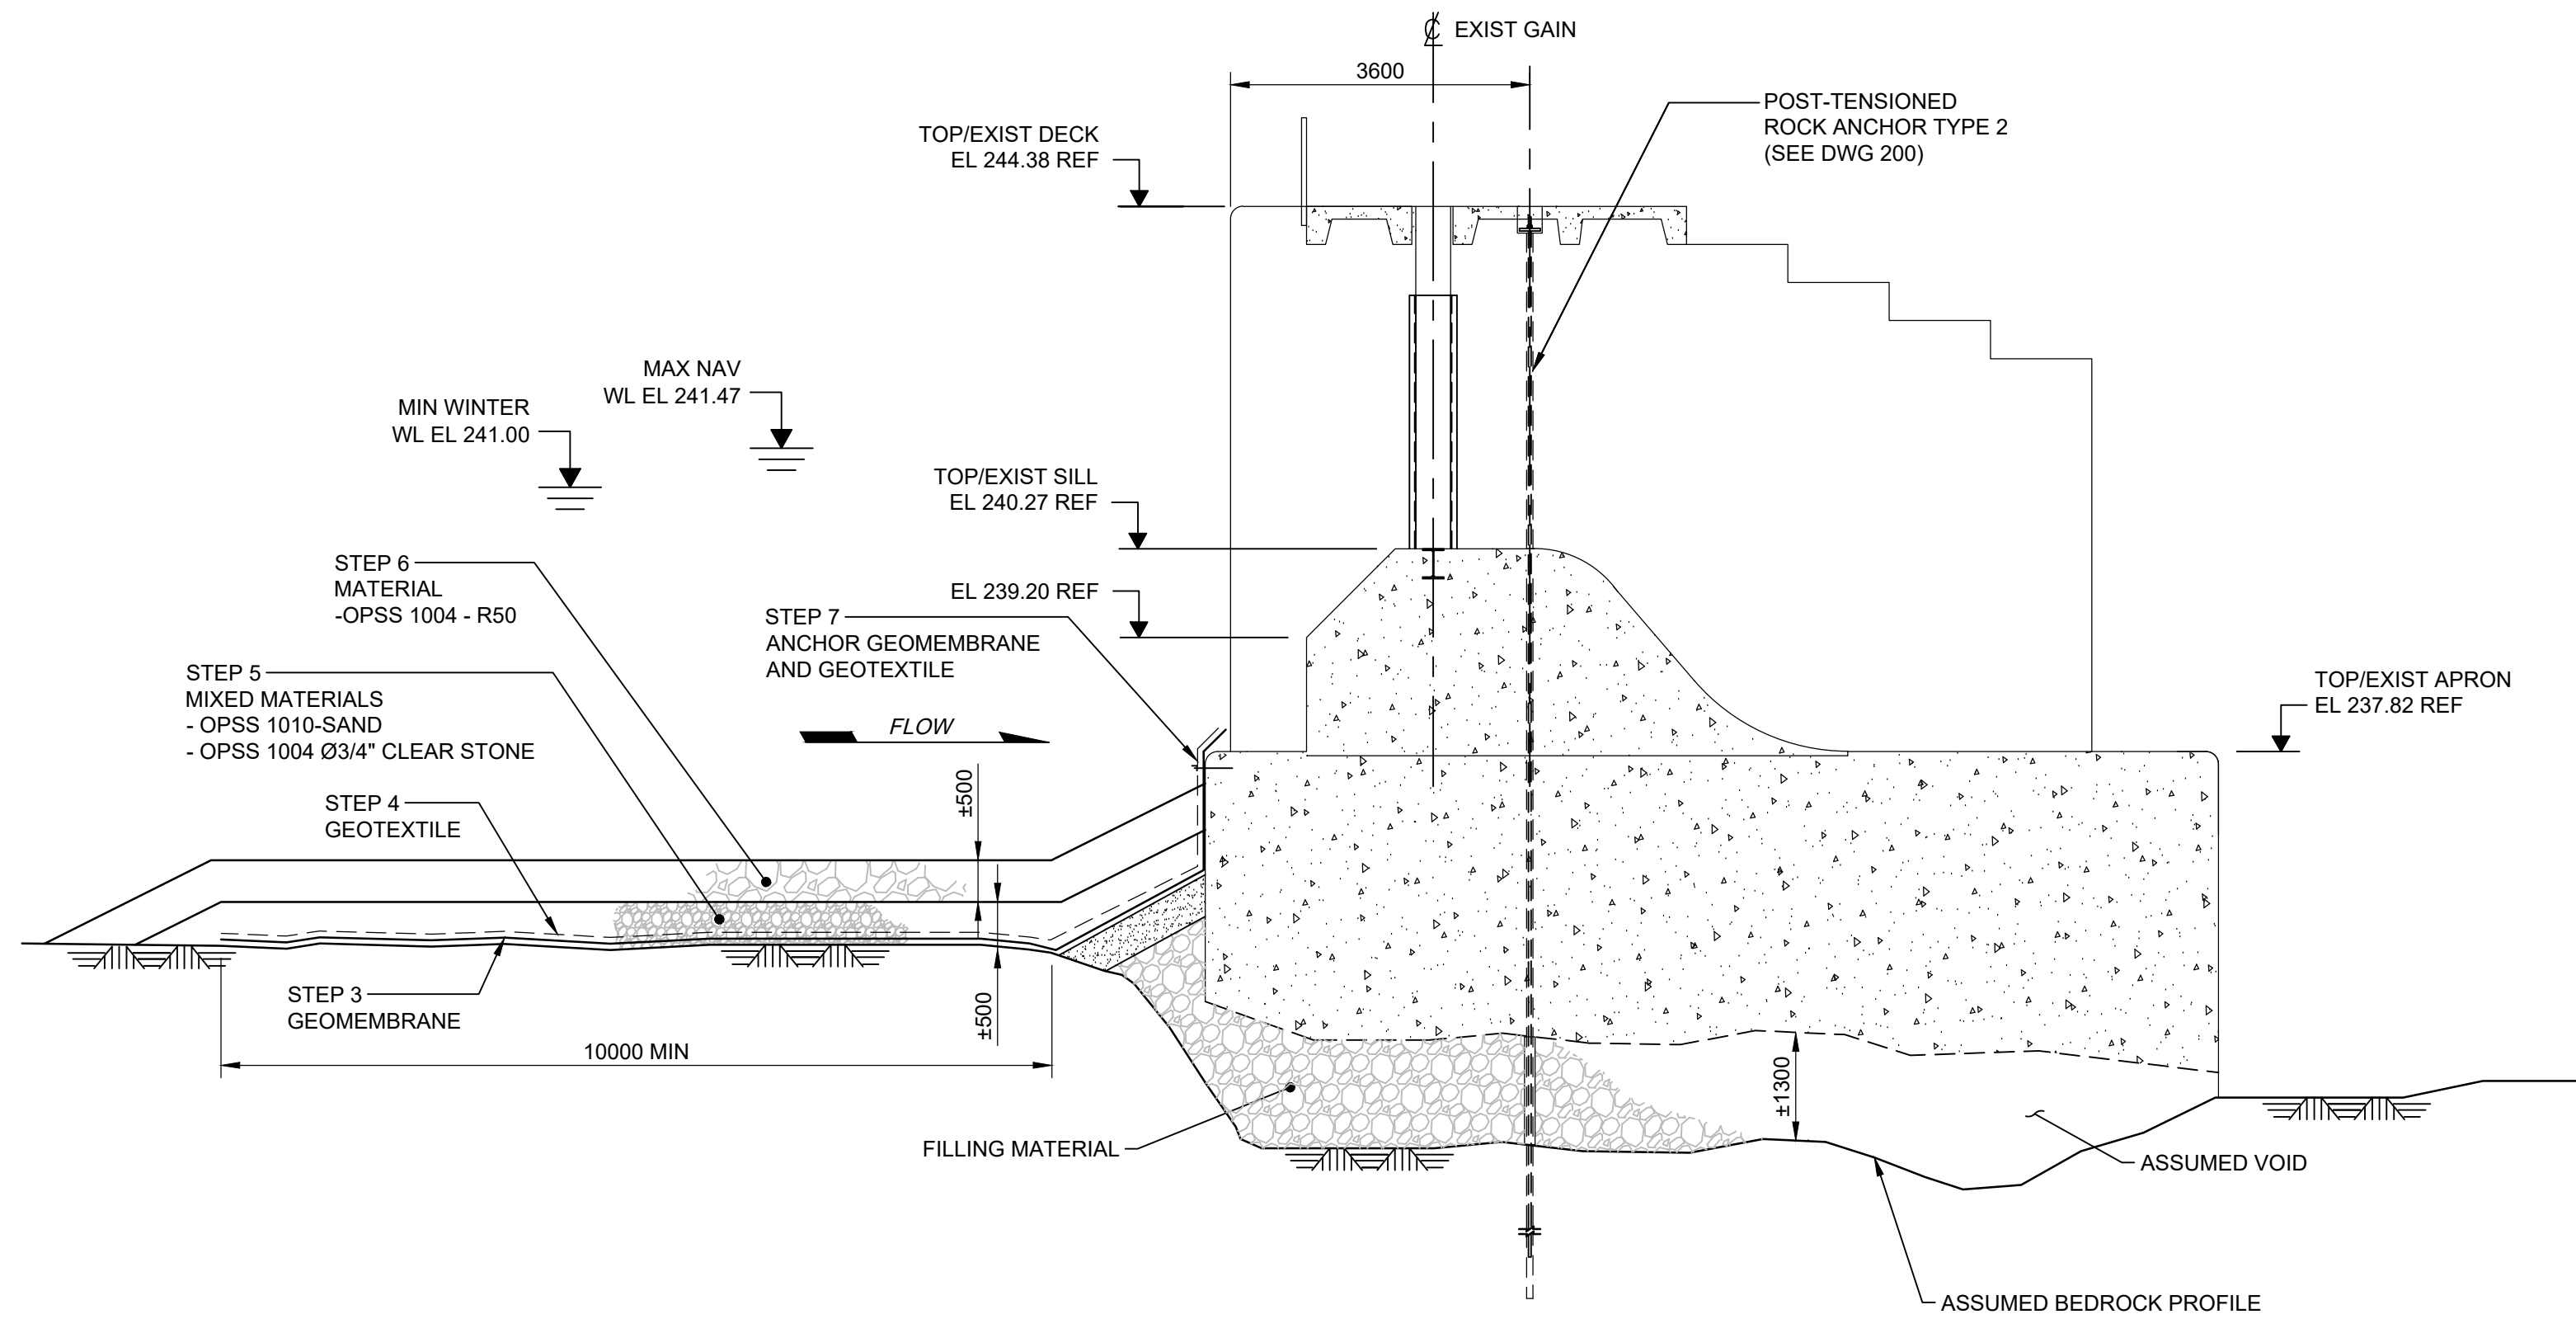 ℄ EXIST GAIN
3600
POST-TENSIONED
ROCK ANCHOR TYPE 2
(SEE DWG 200)
TOP/EXIST DECK
EL 244.38 REF
MAX NAV
WL EL 241.47
MIN WINTER
WL EL 241.00
TOP/EXIST SILL
EL 240.27 REF
STEP 6
MATERIAL
-OPSS 1004 - R50
EL 239.20 REF
STEP 7
ANCHOR GEOMEMBRANE
AND GEOTEXTILE
STEP 5
MIXED MATERIALS
- OPSS 1010-SAND
- OPSS 1004 Ø3/4" CLEAR STONE
TOP/EXIST APRON
EL 237.82 REF
FLOW
±500
STEP 4
GEOTEXTILE
STEP 3
GEOMEMBRANE
±500
10000 MIN
±1300
FILLING MATERIAL
ASSUMED VOID
ASSUMED BEDROCK PROFILE